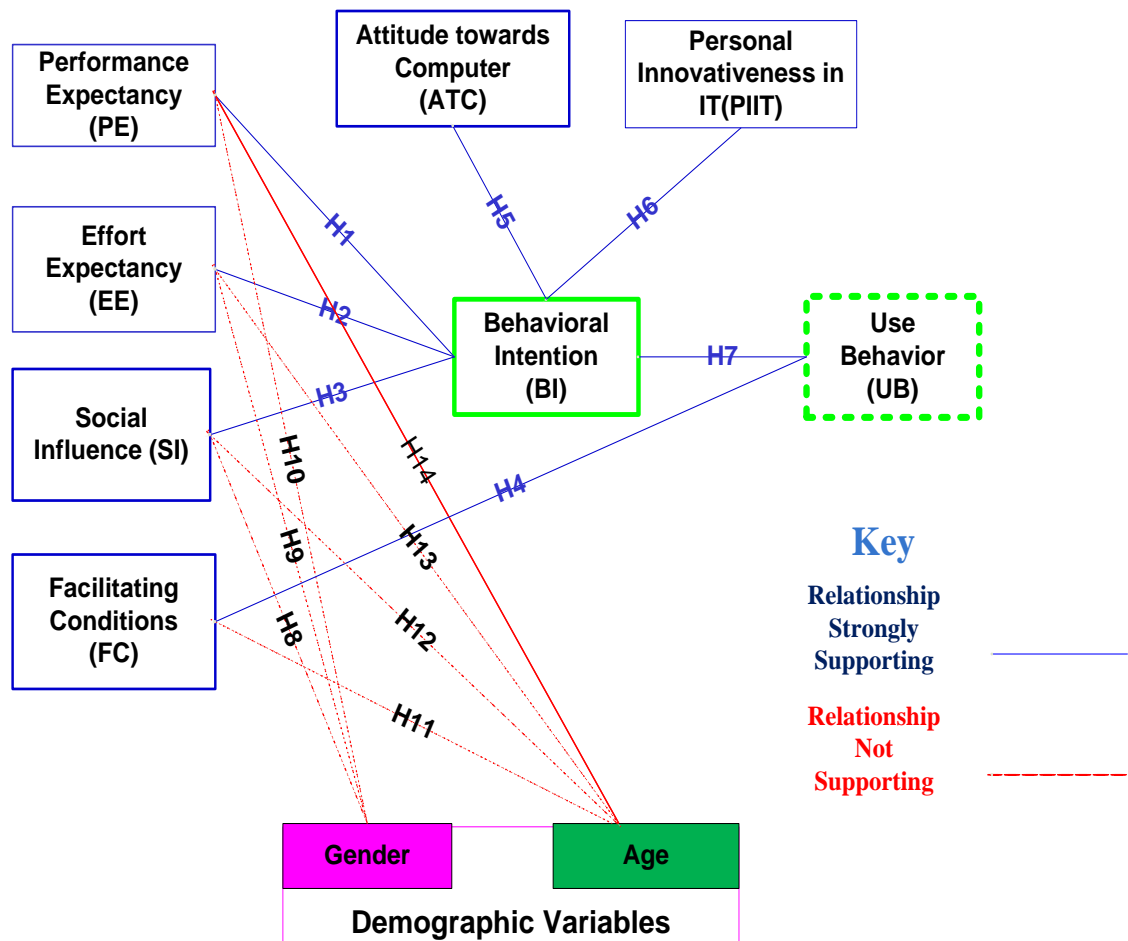 Performance
Expectancy
(PE)
Attitude towards
Computer
(ATC)
Personal
Innovativeness in
IT(PIIT)
Effort
Expectancy
(EE)
Social
Influence (SI)
Facilitating
Conditions
(FC)
Behavioral
Intention
(BI)
Use
Behavior
(UB)
H1
H2
H3
H5
H6
H7
H4
H10
H9
H8
H14
H13
H12
H11
Key
Relationship
Strongly
Supporting
Relationship
Not
Supporting
Gender
Age
Demographic Variables